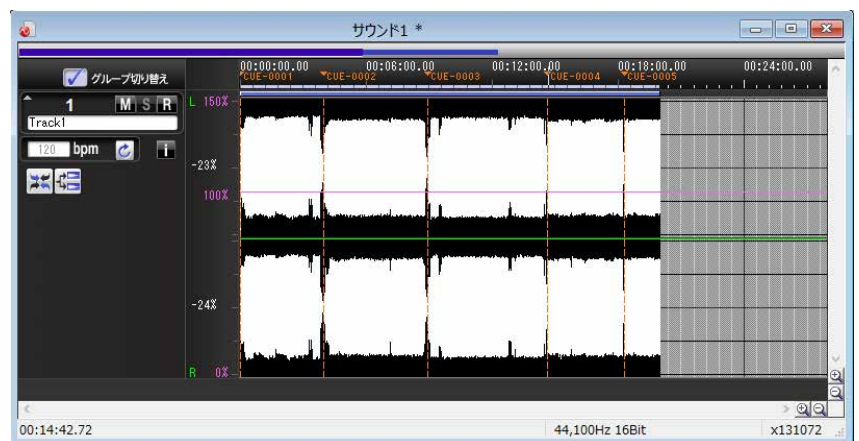 サウンド1 *
グループ切り替え
00:00:00.00 00:06:00.00 00:12:00.00 00:18:00.00 00:24:00.00
CUE-0001 CUE-0002 CUE-0003 CUE-0004 CUE-0005
1 M S R
Track1
120 bpm
i
L 150%
-23%
100%
-24%
R 0%
00:14:42.72 44,100Hz 16Bit x131072